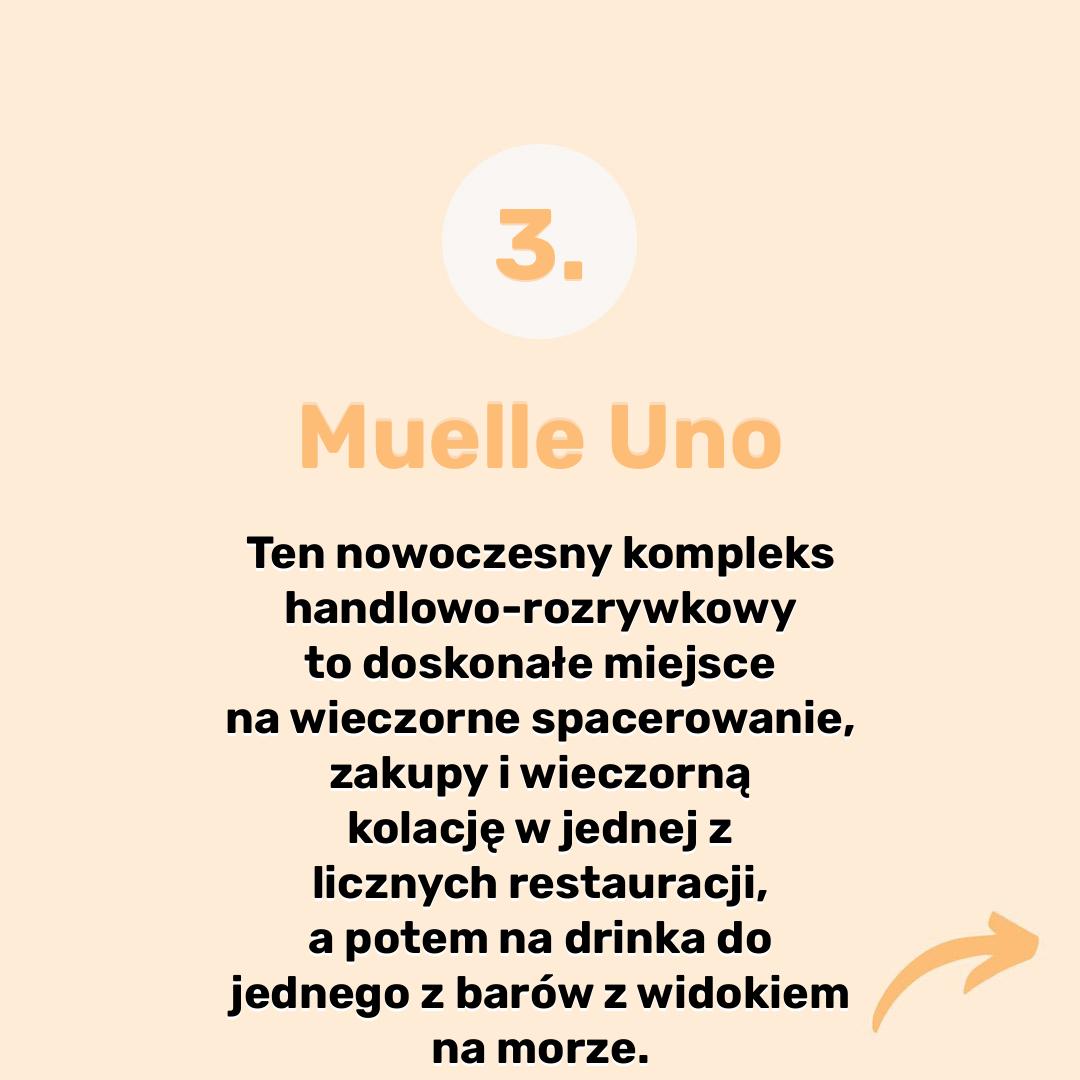 3.
Muelle Uno
Ten nowoczesny kompleks
handlowo-rozrywkowy
to doskonałe miejsce
na wieczorne spacerowanie,
zakupy i wieczorną
kolację w jednej z
licznych restauracji,
a potem na drinka do
jednego z barów z widokiem
na morze.